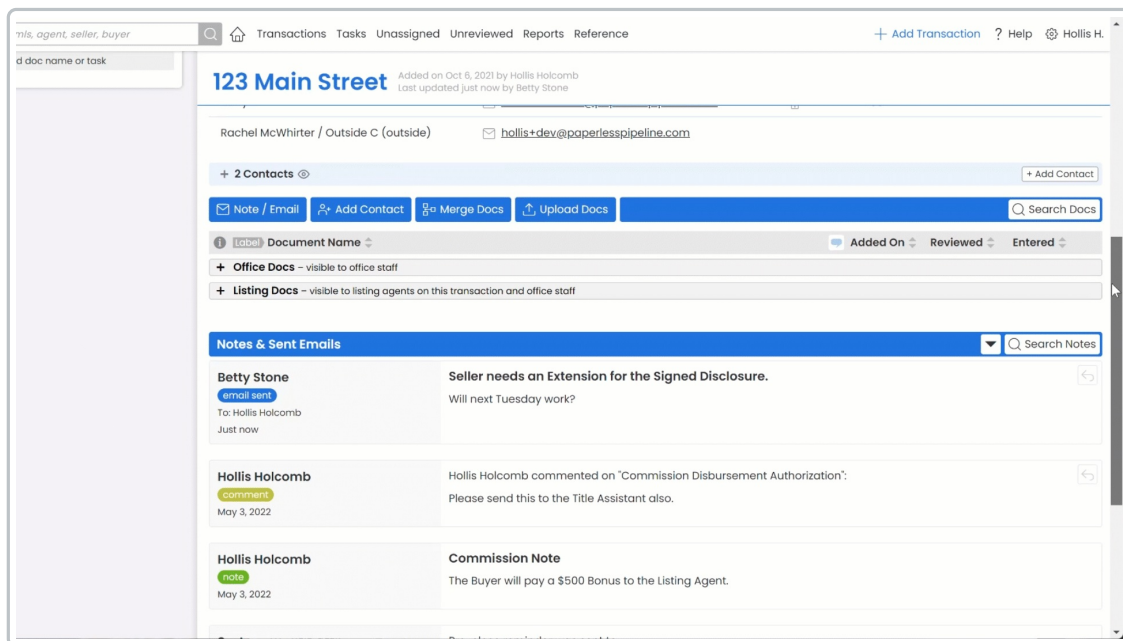 mls, agent, seller, buyer
Transactions Tasks Unassigned Unreviewed Reports Reference
+ Add Transaction ? Help Hollis H.
d doc name or task
123 Main Street
Added on Oct 6, 2021 by Hollis Holcomb
Last updated just now by Betty Stone
Rachel McWhirter / Outside C (outside) hollis+dev@paperlesspipeline.com
+ 2 Contacts + Add Contact
Note / Email Add Contact Merge Docs Upload Docs Search Docs
Label Document Name Added On Reviewed Entered
+ Office Docs – visible to office staff
+ Listing Docs – visible to listing agents on this transaction and office staff
Notes & Sent Emails Search Notes
Betty Stone
email sent
To: Hollis Holcomb
Just now
Seller needs an Extension for the Signed Disclosure.
Will next Tuesday work?
Hollis Holcomb
comment
May 3, 2022
Hollis Holcomb commented on "Commission Disbursement Authorization":
Please send this to the Title Assistant also.
Hollis Holcomb
note
May 3, 2022
Commission Note
The Buyer will pay a $500 Bonus to the Listing Agent.